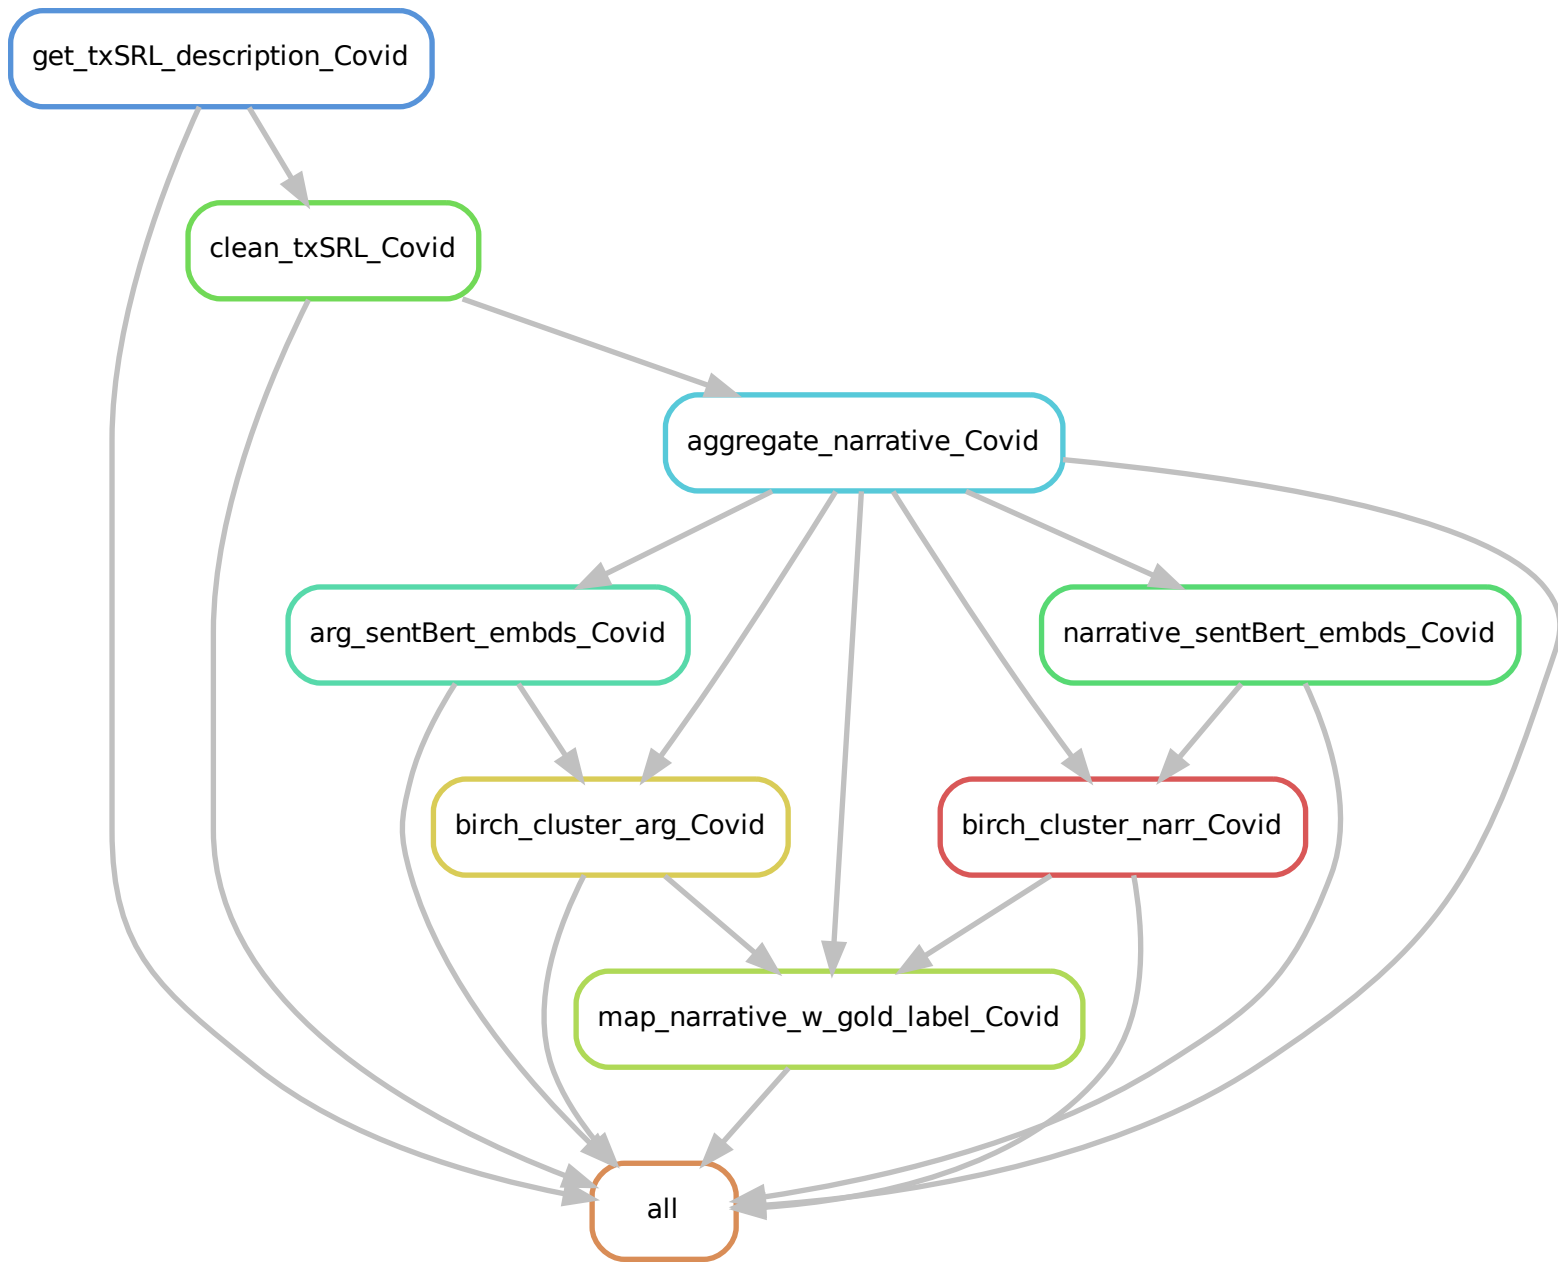 get_txSRL_description_Covid
clean_txSRL_Covid
aggregate_narrative_Covid
arg_sentBert_embds_Covid
narrative_sentBert_embds_Covid
birch_cluster_arg_Covid
birch_cluster_narr_Covid
map_narrative_w_gold_label_Covid
all